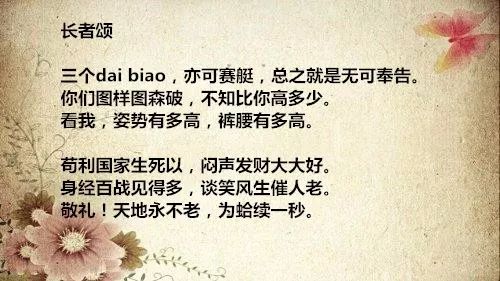 长者颂
三个dai biao，亦可赛艇，总之就是无可奉告。
你们图样图森破，不知比你高多少。
看我，姿势有多高，裤腰有多高。
苟利国家生死以，闷声发财大大好。
身经百战见得多，谈笑风生催人老。
敬礼！天地永不老，为蛤续一秒。